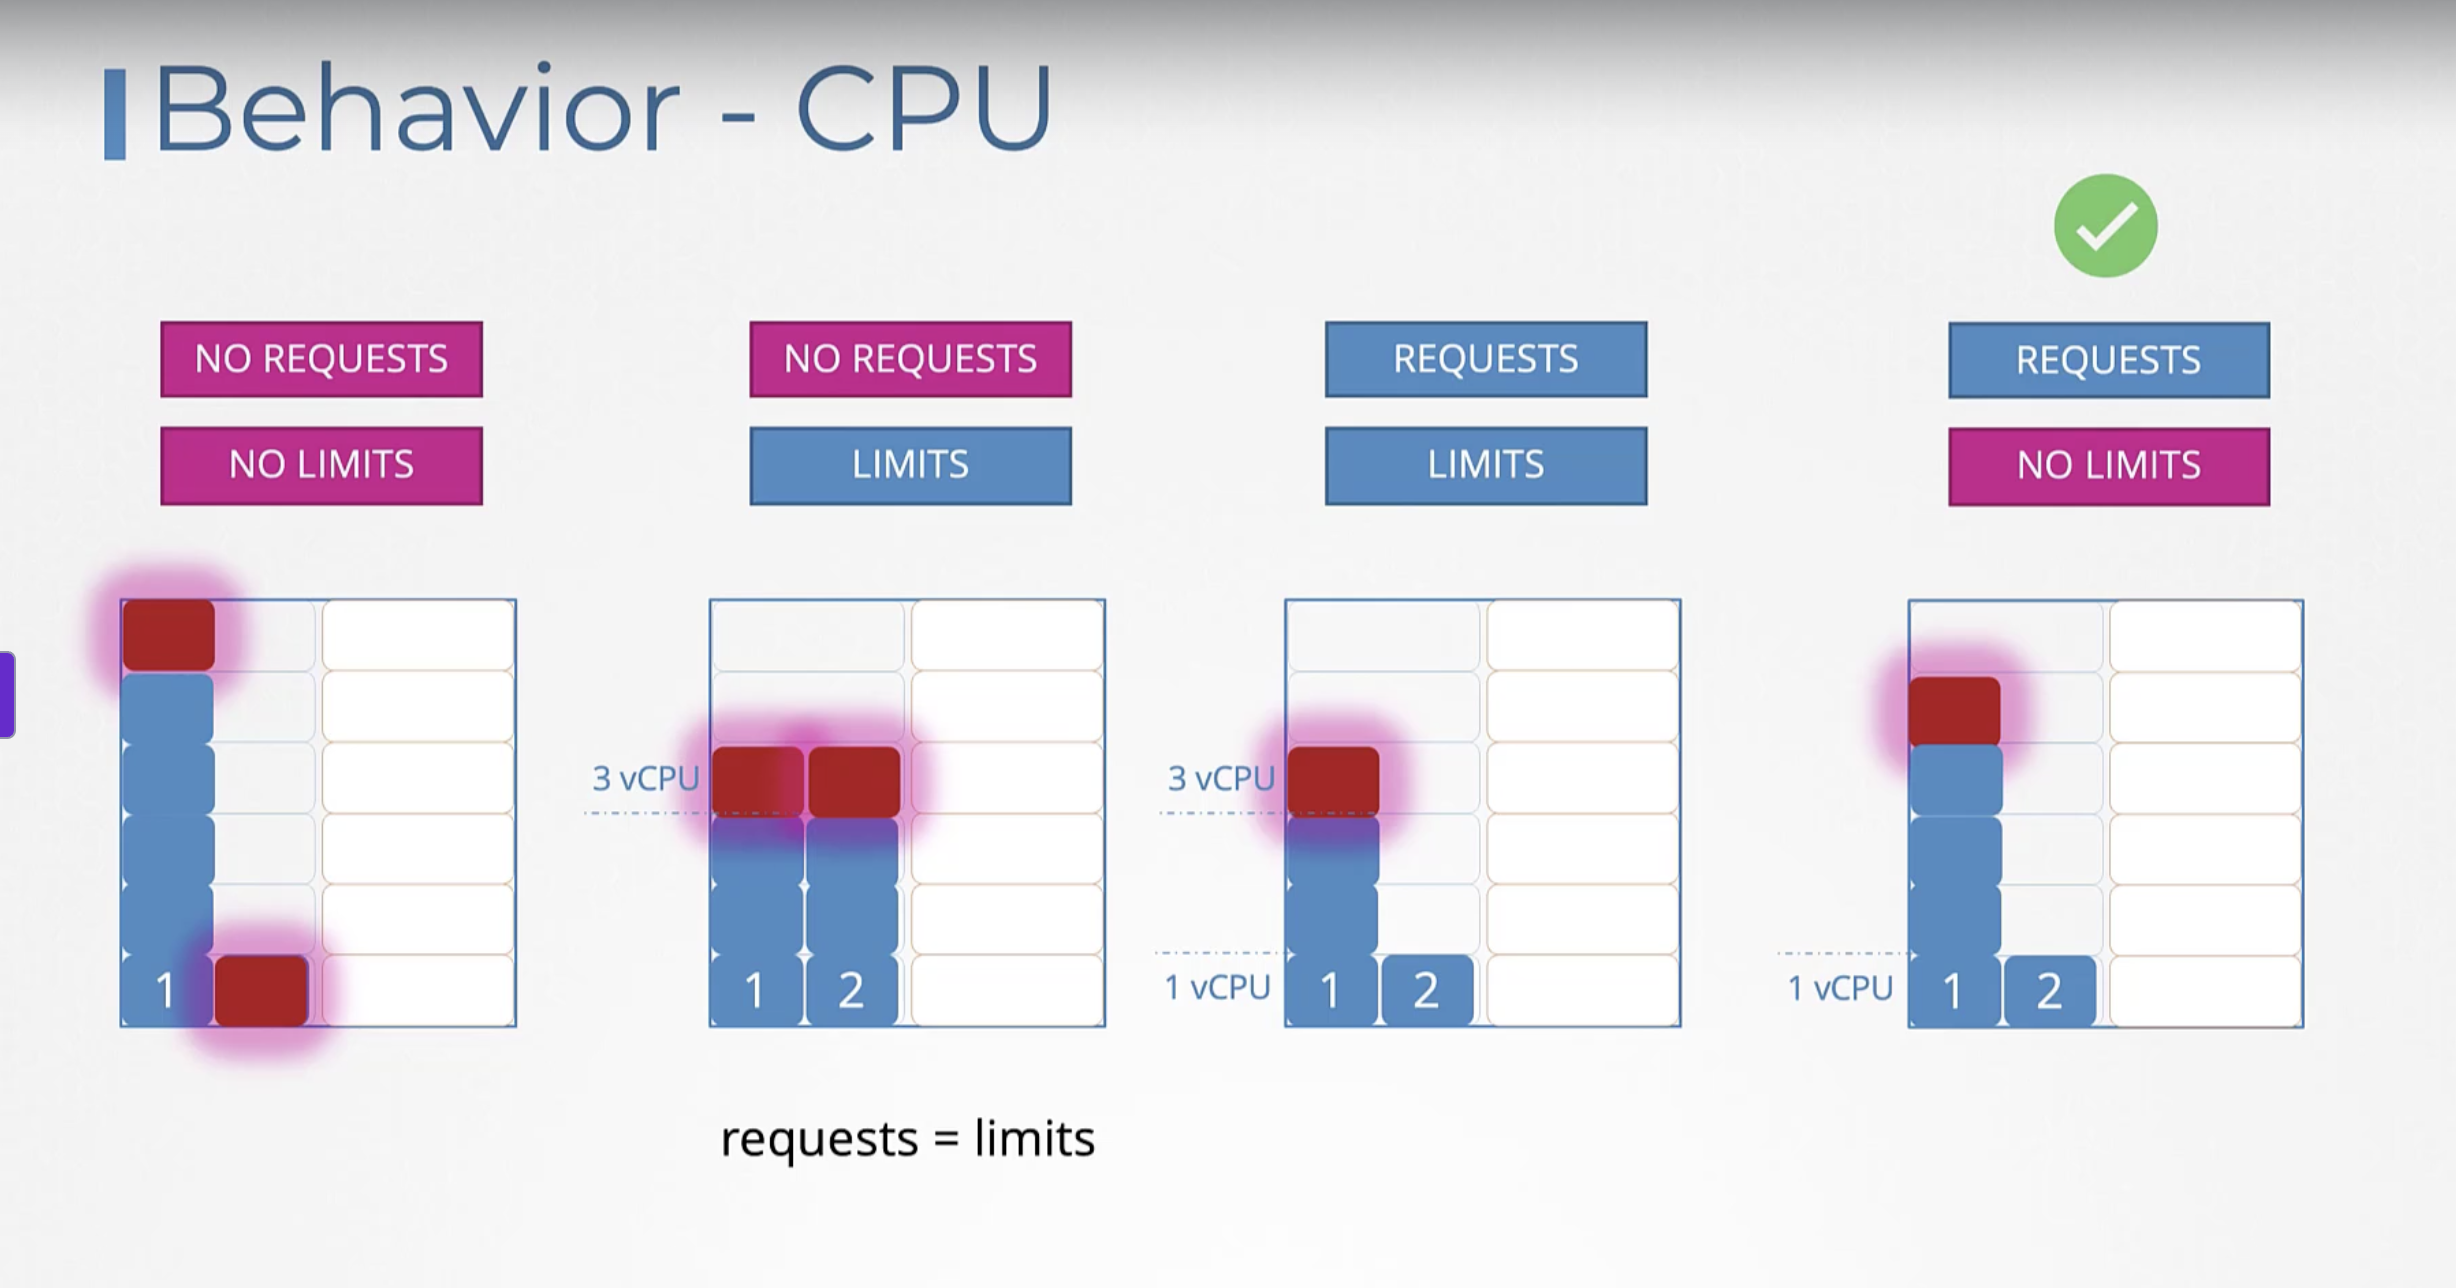 Behavior - CPU
NO REQUESTS
NO LIMITS
1
NO REQUESTS
LIMITS
3 vCPU
1 2
requests = limits
REQUESTS
LIMITS
3 vCPU
1 vCPU
1 2
REQUESTS
NO LIMITS
1 vCPU
1 2